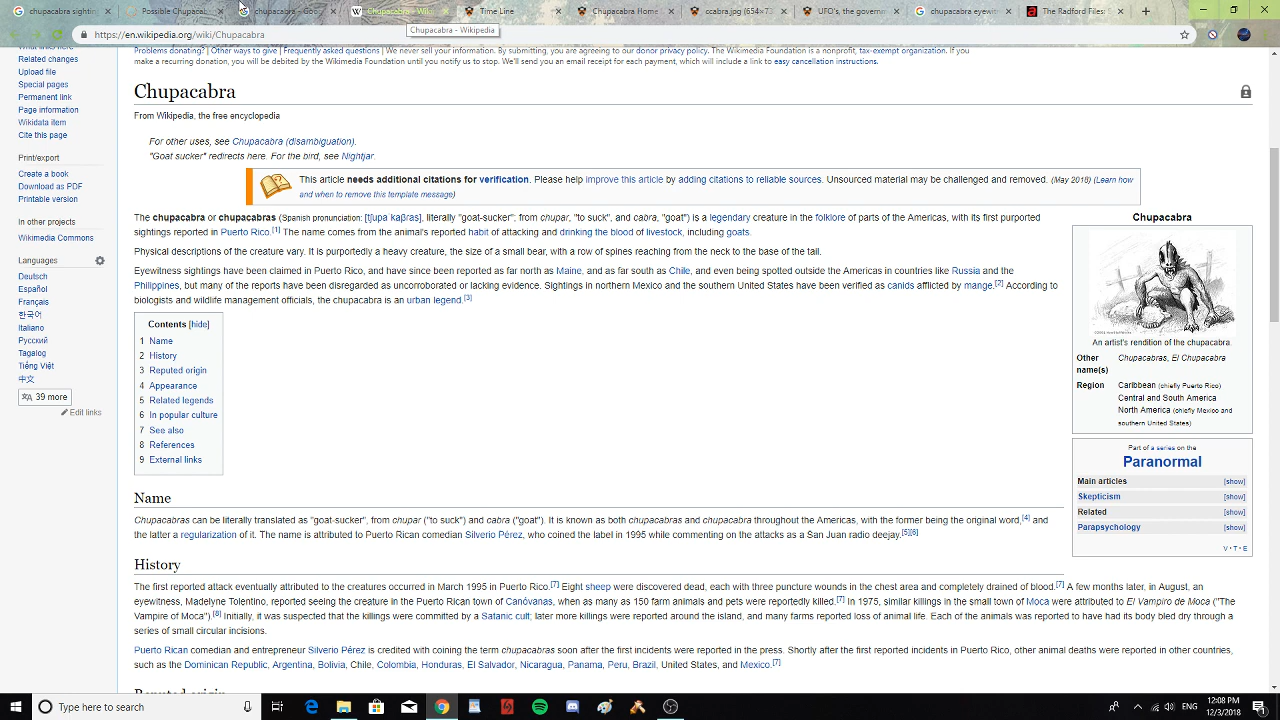 chupacabra sightin
Possible Chupacab
chupacabra - Goo
Chupacabra - Wiki
Time Line
Chupacabra Home
ccabra.jpg (654×73
UFO's, the governm
chupacabra eyewitn
The Radford Files
https://en.wikipedia.org/wiki/Chupacabra
Chupacabra - Wikipedia
Problems donating? | Other ways to give | Frequently asked questions | We never sell your information. By submitting, you are agreeing to our donor privacy policy. The Wikimedia Foundation is a nonprofit, tax-exempt organization. If you
make a recurring donation, you will be debited by the Wikimedia Foundation until you notify us to stop. We'll send you an email receipt for each payment, which will include a link to easy cancellation instructions.
What links here
Related changes
Upload file
Special pages
Permanent link
Page information
Wikidata item
Cite this page
Print/export
Create a book
Download as PDF
Printable version
In other projects
Wikimedia Commons
Languages
Deutsch
Español
Français
한국어
Italiano
Русский
Tagalog
Tiếng Việt
中文
39 more
Edit links
Chupacabra
From Wikipedia, the free encyclopedia
For other uses, see Chupacabra (disambiguation).
"Goat sucker" redirects here. For the bird, see Nightjar.
This article needs additional citations for verification. Please help improve this article by adding citations to reliable sources. Unsourced material may be challenged and removed. (May 2018) (Learn how
and when to remove this template message)
The chupacabra or chupacabras (Spanish pronunciation: [tʃupaˈkaβɾas], literally "goat-sucker"; from chupar, "to suck", and cabra, "goat") is a legendary creature in the folklore of parts of the Americas, with its first purported
sightings reported in Puerto Rico.[1] The name comes from the animal's reported habit of attacking and drinking the blood of livestock, including goats.
Physical descriptions of the creature vary. It is purportedly a heavy creature, the size of a small bear, with a row of spines reaching from the neck to the base of the tail.
Eyewitness sightings have been claimed in Puerto Rico, and have since been reported as far north as Maine, and as far south as Chile, and even being spotted outside the Americas in countries like Russia and the
Philippines, but many of the reports have been disregarded as uncorroborated or lacking evidence. Sightings in northern Mexico and the southern United States have been verified as canids afflicted by mange.[2] According to
biologists and wildlife management officials, the chupacabra is an urban legend.[3]
Contents [hide]
1 Name
2 History
3 Reputed origin
4 Appearance
5 Related legends
6 In popular culture
7 See also
8 References
9 External links
Chupacabra
An artist's rendition of the chupacabra.
Other name(s) Chupacabras, El Chupacabra
Region Caribbean (chiefly Puerto Rico)
Central and South America
North America (chiefly Mexico and
southern United States)
Part of a series on the
Paranormal
Main articles [show]
Skepticism [show]
Related [show]
Parapsychology [show]
V · T · E
Name
Chupacabras can be literally translated as "goat-sucker", from chupar ("to suck") and cabra ("goat"). It is known as both chupacabras and chupacabra throughout the Americas, with the former being the original word,[4] and
the latter a regularization of it. The name is attributed to Puerto Rican comedian Silverio Pérez, who coined the label in 1995 while commenting on the attacks as a San Juan radio deejay.[5][6]
History
The first reported attack eventually attributed to the creatures occurred in March 1995 in Puerto Rico.[7] Eight sheep were discovered dead, each with three puncture wounds in the chest area and completely drained of blood.[7] A few months later, in August, an
eyewitness, Madelyne Tolentino, reported seeing the creature in the Puerto Rican town of Canóvanas, when as many as 150 farm animals and pets were reportedly killed.[7] In 1975, similar killings in the small town of Moca were attributed to El Vampiro de Moca ("The
Vampire of Moca").[8] Initially, it was suspected that the killings were committed by a Satanic cult; later more killings were reported around the island, and many farms reported loss of animal life. Each of the animals was reported to have had its body bled dry through a
series of small circular incisions.
Puerto Rican comedian and entrepreneur Silverio Pérez is credited with coining the term chupacabras soon after the first incidents were reported in the press. Shortly after the first reported incidents in Puerto Rico, other animal deaths were reported in other countries,
such as the Dominican Republic, Argentina, Bolivia, Chile, Colombia, Honduras, El Salvador, Nicaragua, Panama, Peru, Brazil, United States, and Mexico.[7]
Reputed origin
Type here to search
ENG
12:08 PM
12/3/2018